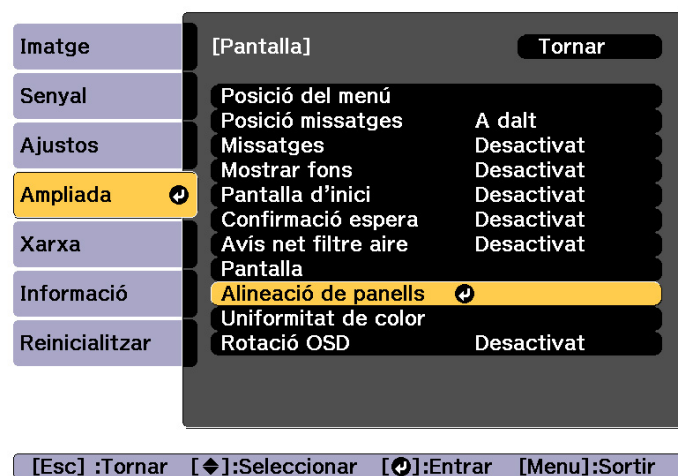 Imatge
Senyal
Ajustos
Ampliada
Xarxa
Informació
Reinicialitzar
[Pantalla] Tornar
Posició del menú
Posició missatges A dalt
Missatges Desactivat
Mostrar fons Desactivat
Pantalla d'inici Desactivat
Confirmació espera Desactivat
Avís net filtre aire Desactivat
Pantalla
Alineació de panells
Uniformitat de color
Rotació OSD Desactivat
[Esc] :Tornar [◆]:Seleccionar [↵]:Entrar [Menu]:Sortir